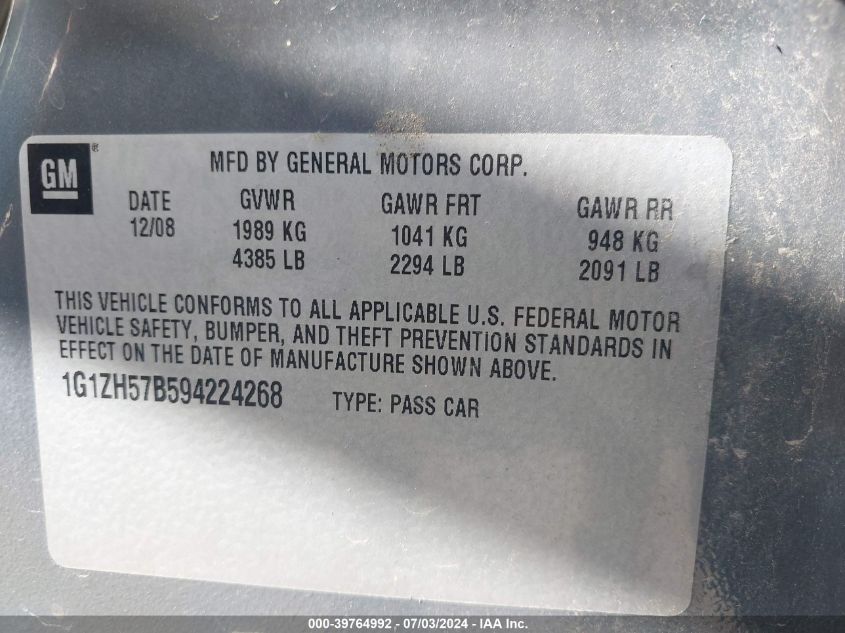 GM ®
MFD BY GENERAL MOTORS CORP.
DATE GVWR GAWR FRT GAWR RR
12/08 1989 KG 1041 KG 948 KG
4385 LB 2294 LB 2091 LB
THIS VEHICLE CONFORMS TO ALL APPLICABLE U.S. FEDERAL MOTOR
VEHICLE SAFETY, BUMPER, AND THEFT PREVENTION STANDARDS IN
EFFECT ON THE DATE OF MANUFACTURE SHOWN ABOVE.
1G1ZH57B594224268 TYPE: PASS CAR
000-39764992 - 07/03/2024 - IAA Inc.